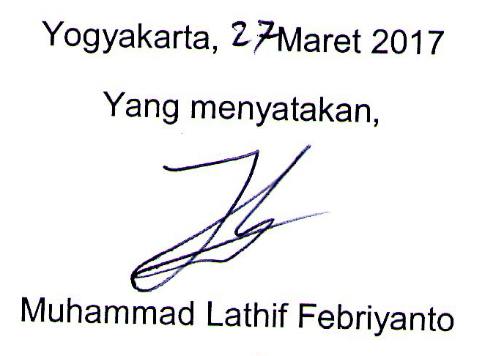 Yogyakarta, 27 Maret 2017
Yang menyatakan,
Muhammad Lathif Febriyanto